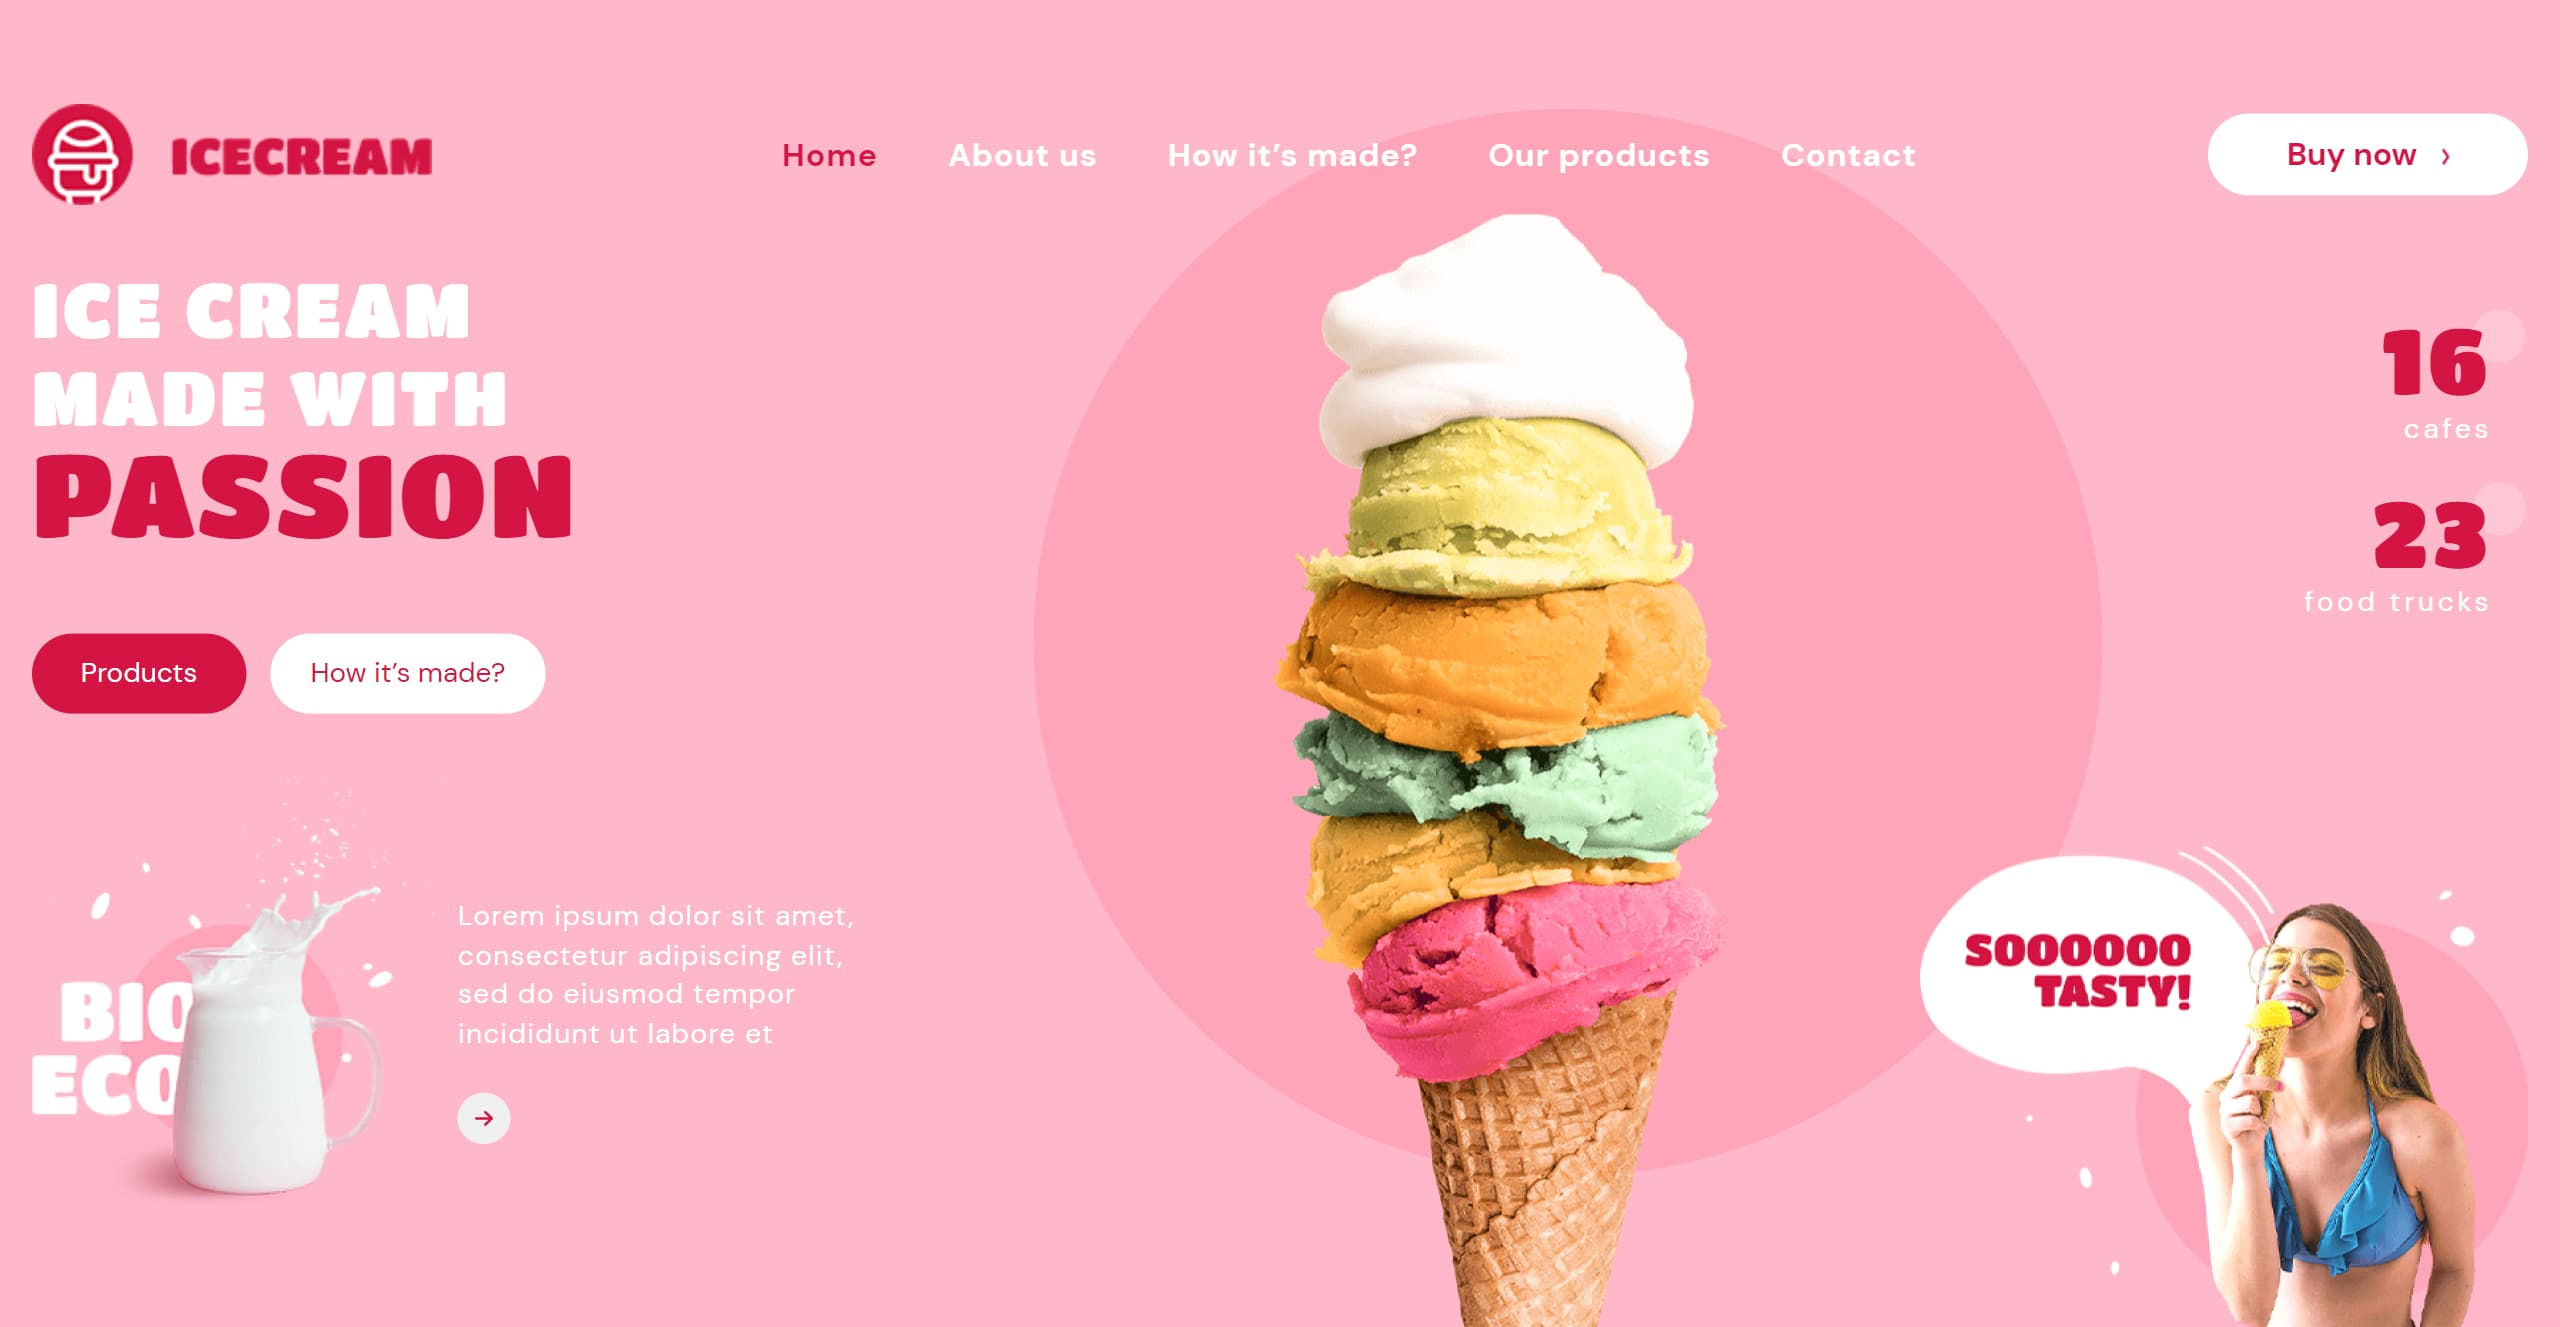 ICECREAM
Home
About us
How it's made?
Our products
Contact
Buy now
ICE CREAM
MADE WITH
PASSION
Products
How it's made?
16
cafes
23
food trucks
BIO
ECO
Lorem ipsum dolor sit amet,
consectetur adipiscing elit,
sed do eiusmod tempor
incididunt ut labore et
SOOOOOO
TASTY!